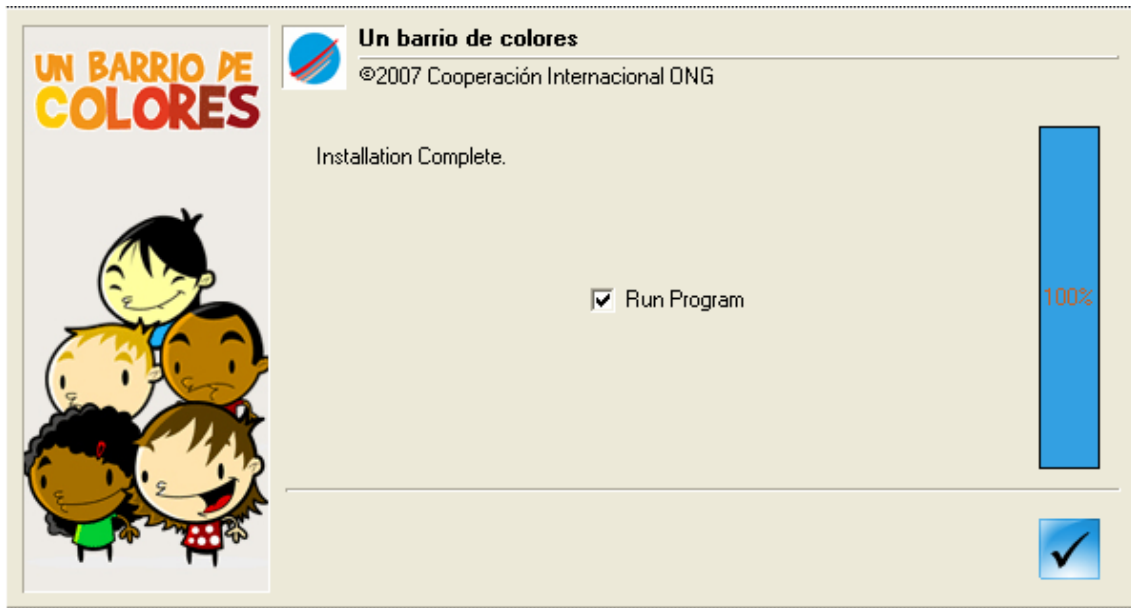 UN BARRIO DE
COLORES
Un barrio de colores
©2007 Cooperación Internacional ONG
Installation Complete.
Run Program
100%